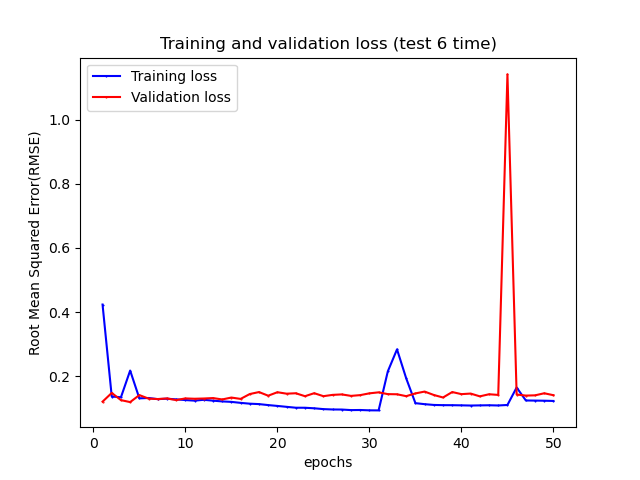 Training and validation loss (test 6 time)
Training loss
Validation loss
Root Mean Squared Error(RMSE)
1.0
0.8
0.6
0.4
0.2
0
10
20
30
40
50
epochs